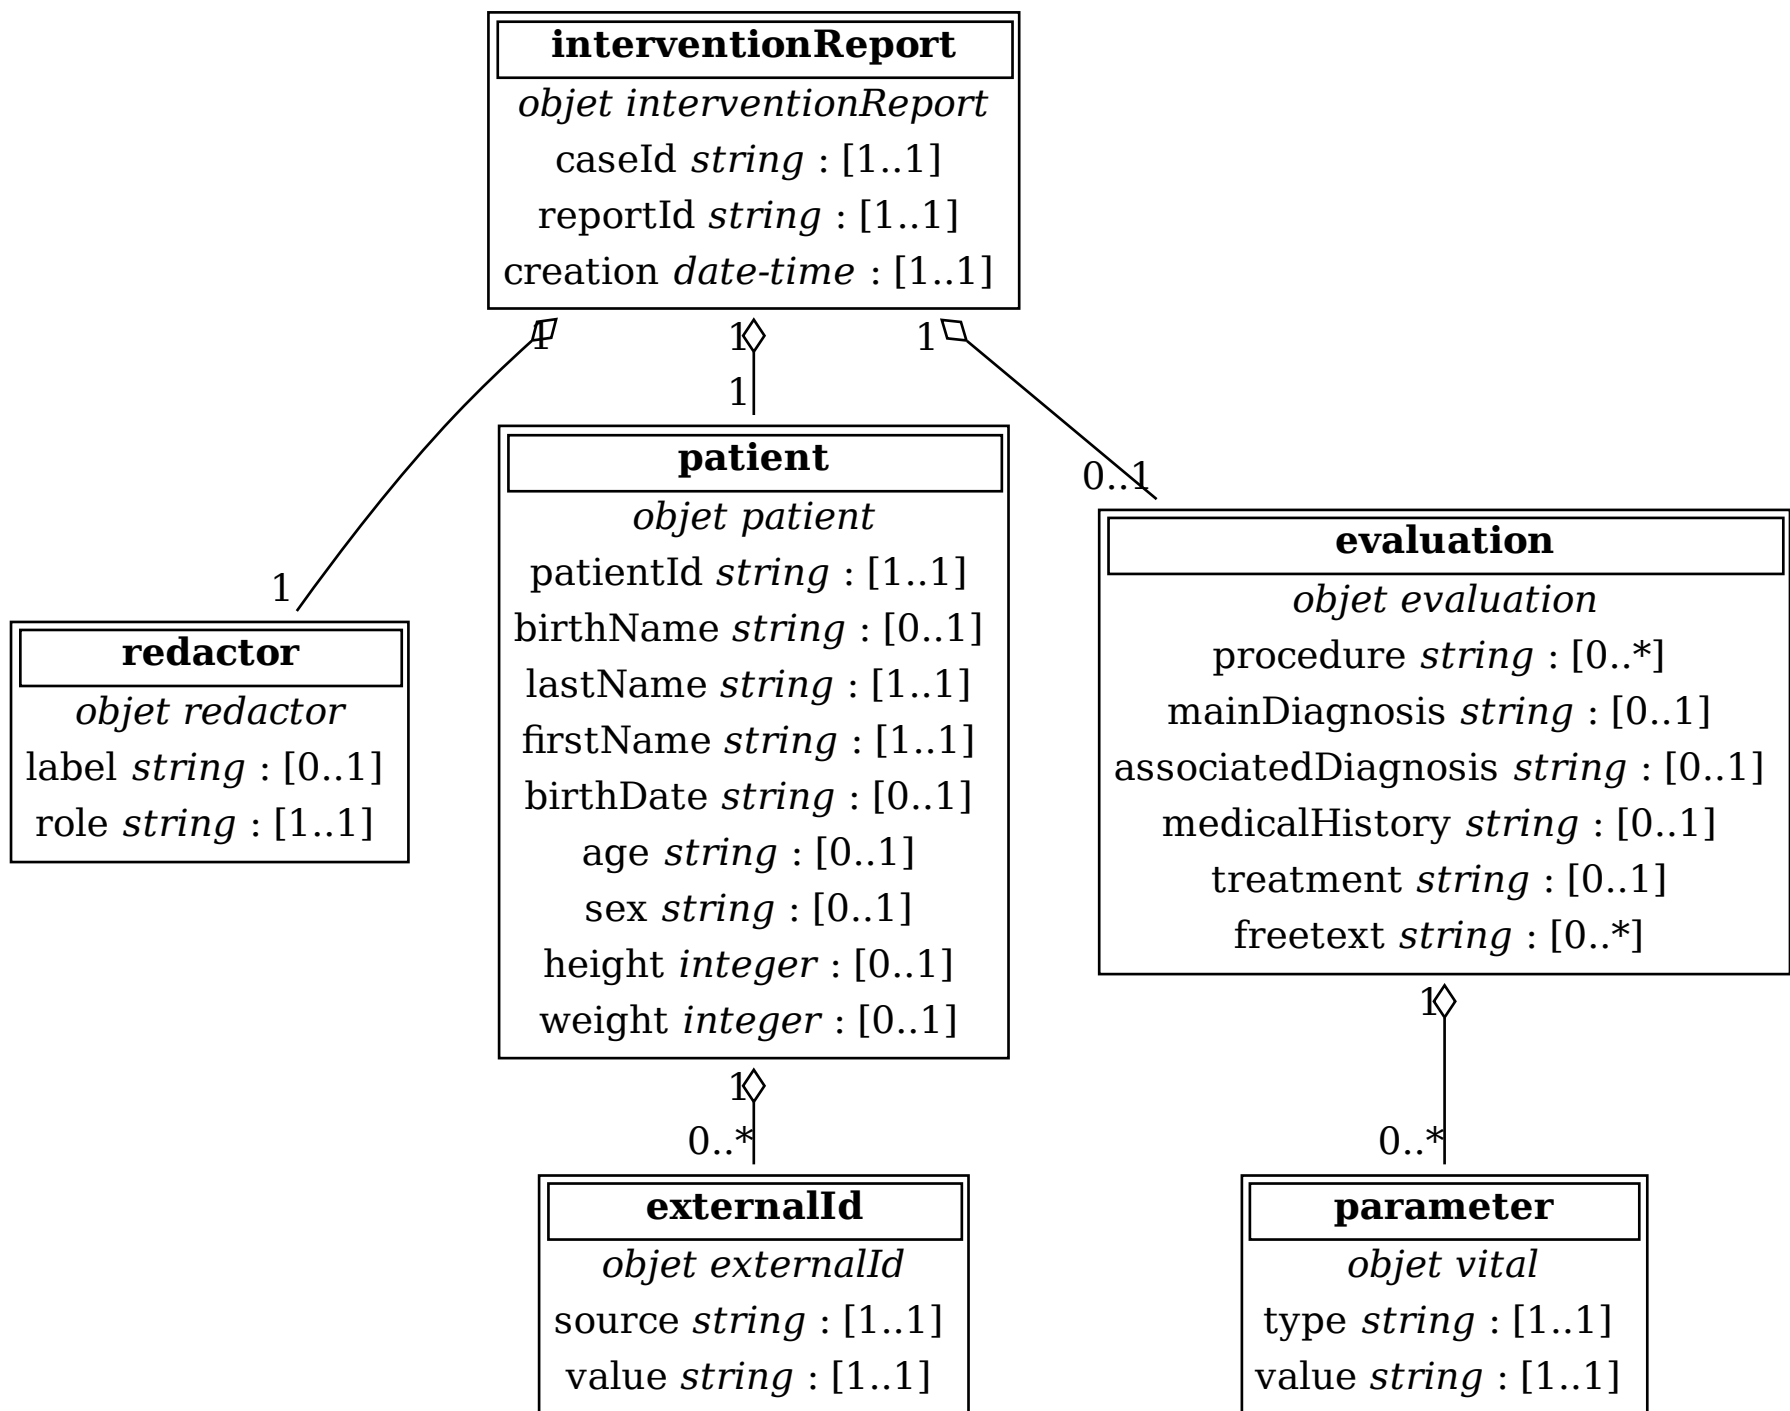 interventionReport
objet interventionReport
caseId string : [1..1]
reportId string : [1..1]
creation date-time : [1..1]
1
1
1
1
0..1
1
redactor
objet redactor
label string : [0..1]
role string : [1..1]
patient
objet patient
patientId string : [1..1]
birthName string : [0..1]
lastName string : [1..1]
firstName string : [1..1]
birthDate string : [0..1]
age string : [0..1]
sex string : [0..1]
height integer : [0..1]
weight integer : [0..1]
evaluation
objet evaluation
procedure string : [0..*]
mainDiagnosis string : [0..1]
associatedDiagnosis string : [0..1]
medicalHistory string : [0..1]
treatment string : [0..1]
freetext string : [0..*]
1
0..*
1
0..*
externalId
objet externalId
source string : [1..1]
value string : [1..1]
parameter
objet vital
type string : [1..1]
value string : [1..1]